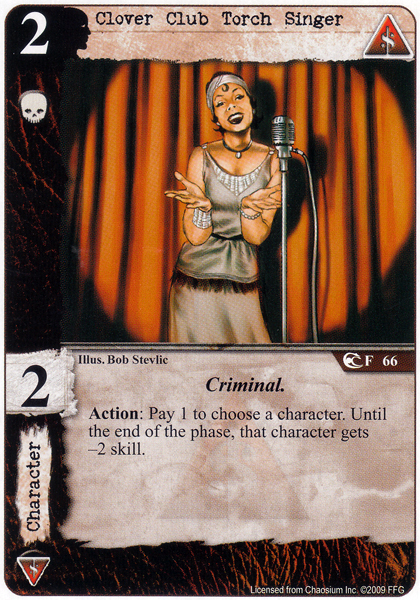 2
Clover Club Torch Singer
Illus. Bob Stevlic
F 66
2
Criminal.
Action: Pay 1 to choose a character. Until
the end of the phase, that character gets
–2 skill.
Character
Licensed from Chaosium Inc. ©2009 FFG